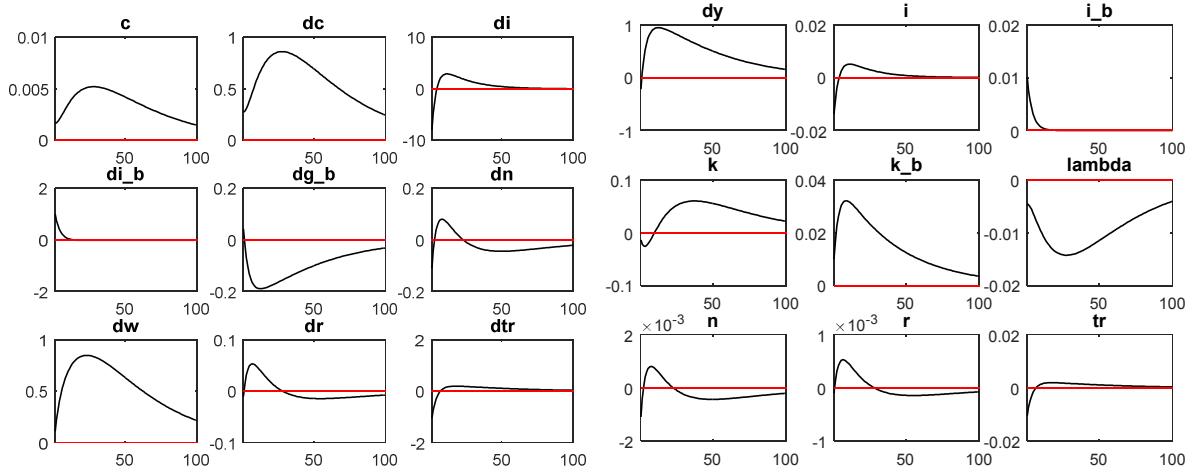 c dc di
0.01 0.005 0
1 0.5 0
10 0 -10
50 100 50 100 50 100
di_b dg_b dn
2 0 -2
0.2 0 -0.2
0.2 0 -0.2
50 100 50 100 50 100
dw dr dtr
1 0.5 0
0.1 0 -0.1
2 0 -2
50 100 50 100 50 100
dy i i_b
1 0 -1
0.02 0 -0.02
0.02 0.01 0
50 100 50 100 50 100
k k_b lambda
0.1 0 -0.1
0.04 0.02 0
0 -0.01 -0.02
50 100 50 100 50 100
n r tr
×10-3 2 0 -2
×10-3 1 0 -1
0.02 0 -0.02
50 100 50 100 50 100